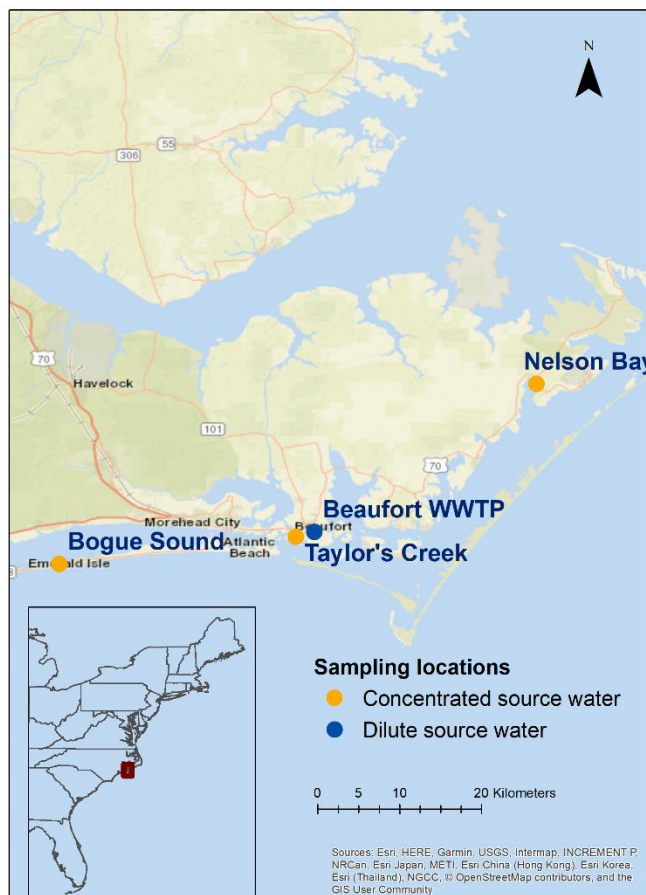 N
55
306
70
Havelock
Nelson Bay
101
70
Beaufort WWTP
Morehead City
Beaufort
Bogue Sound
Atlantic
Beach
Taylor's Creek
Emerald Isle
Sampling locations
Concentrated source water
Dilute source water
0 5 10 20 Kilometers
Sources: Esri, HERE, Garmin, USGS, Intermap, INCREMENT P,
NRCan, Esri Japan, METI, Esri China (Hong Kong), Esri Korea,
Esri (Thailand), NGCC, © OpenStreetMap contributors, and the
GIS User Community